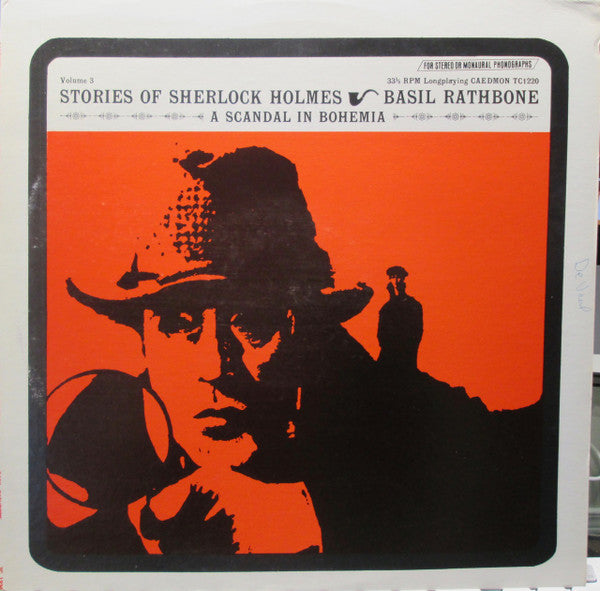 FOR STEREO OR MONAURAL PHONOGRAPHS
Volume 3 33⅓ RPM Longplaying CAEDMON TC1220
STORIES OF SHERLOCK HOLMES BASIL RATHBONE
A SCANDAL IN BOHEMIA